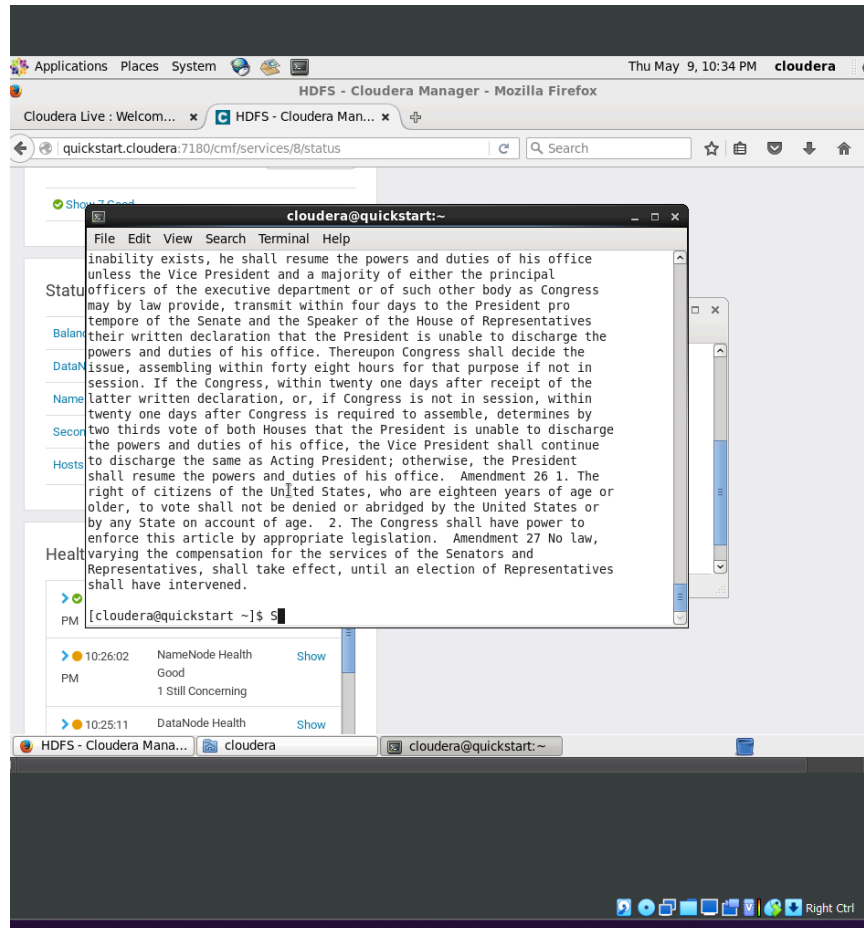 Applications Places System
Thu May 9, 10:34 PM cloudera
HDFS - Cloudera Manager - Mozilla Firefox
Cloudera Live : Welcom... × HDFS - Cloudera Man... ×
quickstart.cloudera:7180/cmf/services/8/status
Search
cloudera@quickstart:~
File Edit View Search Terminal Help
inability exists, he shall resume the powers and duties of his office
unless the Vice President and a majority of either the principal
officers of the executive department or of such other body as Congress
may by law provide, transmit within four days to the President pro
tempore of the Senate and the Speaker of the House of Representatives
their written declaration that the President is unable to discharge the
powers and duties of his office. Thereupon Congress shall decide the
issue, assembling within forty eight hours for that purpose if not in
session. If the Congress, within twenty one days after receipt of the
latter written declaration, or, if Congress is not in session, within
twenty one days after Congress is required to assemble, determines by
two thirds vote of both Houses that the President is unable to discharge
the powers and duties of his office, the Vice President shall continue
to discharge the same as Acting President; otherwise, the President
shall resume the powers and duties of his office.  Amendment 26 1. The
right of citizens of the United States, who are eighteen years of age or
older, to vote shall not be denied or abridged by the United States or
by any State on account of age.  2. The Congress shall have power to
enforce this article by appropriate legislation.  Amendment 27 No law,
varying the compensation for the services of the Senators and
Representatives, shall take effect, until an election of Representatives
shall have intervened.
[cloudera@quickstart ~]$ S
Statu
Balanc
DataN
Name
Secon
Hosts
Healt
PM
10:26:02 PM
NameNode Health Show
Good
1 Still Concerning
10:25:11
DataNode Health Show
HDFS - Cloudera Mana...
cloudera
cloudera@quickstart:~
Right Ctrl